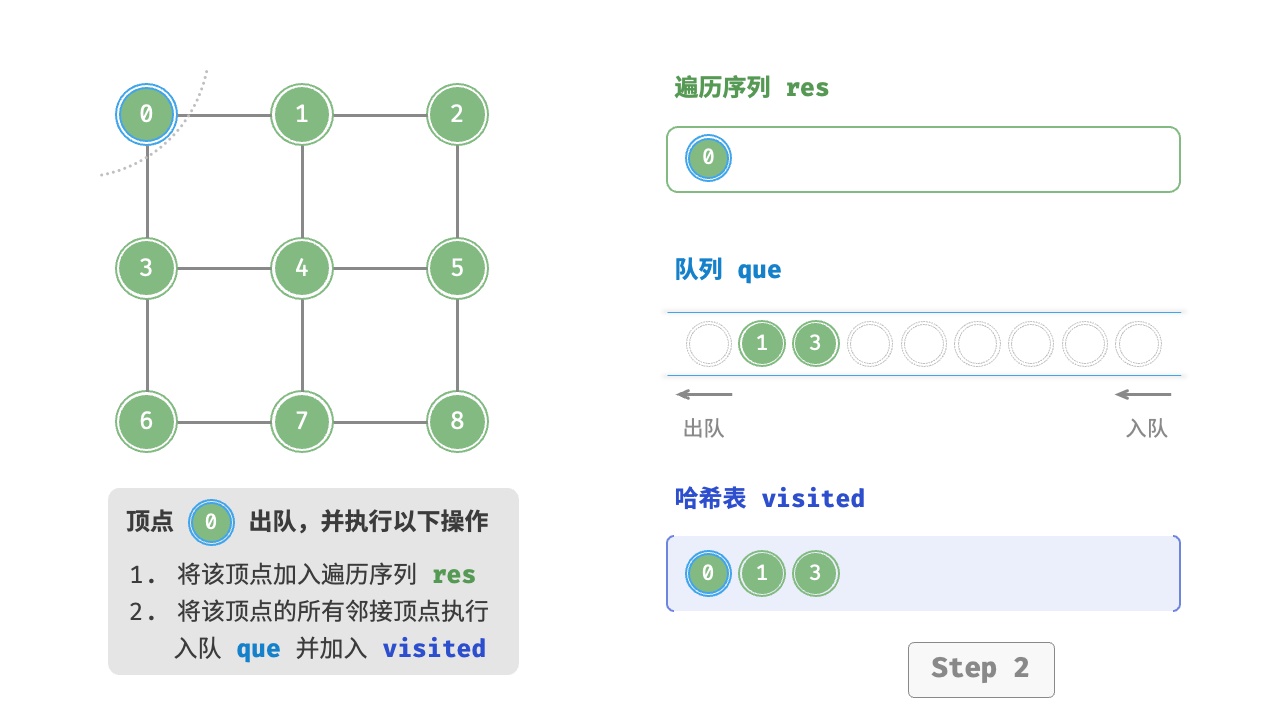 0 1 2
3 4 5
6 7 8
顶点 0 出队，并执行以下操作
1. 将该顶点加入遍历序列 res
2. 将该顶点的所有邻接顶点执行
入队 que 并加入 visited
遍历序列 res
0
队列 que
1 3
出队 入队
哈希表 visited
0 1 3
Step 2